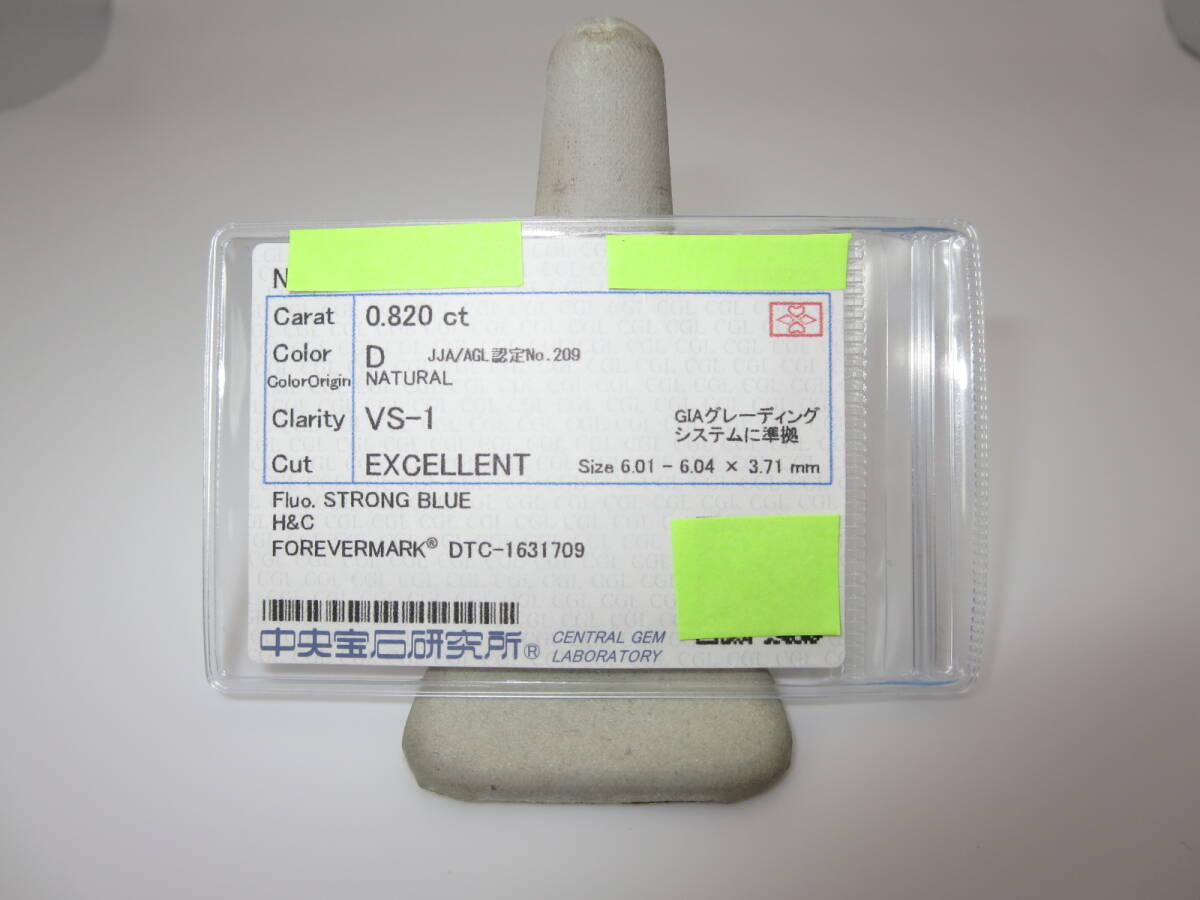 N
Carat 0.820 ct
Color D JJA/AGL認定No.209
ColorOrigin NATURAL
Clarity VS-1 GIAグレーディング
システムに準拠
Cut EXCELLENT Size 6.01 - 6.04 × 3.71 mm
Fluo. STRONG BLUE
H&C
FOREVERMARK® DTC-1631709
中央宝石研究所® CENTRAL GEM
LABORATORY